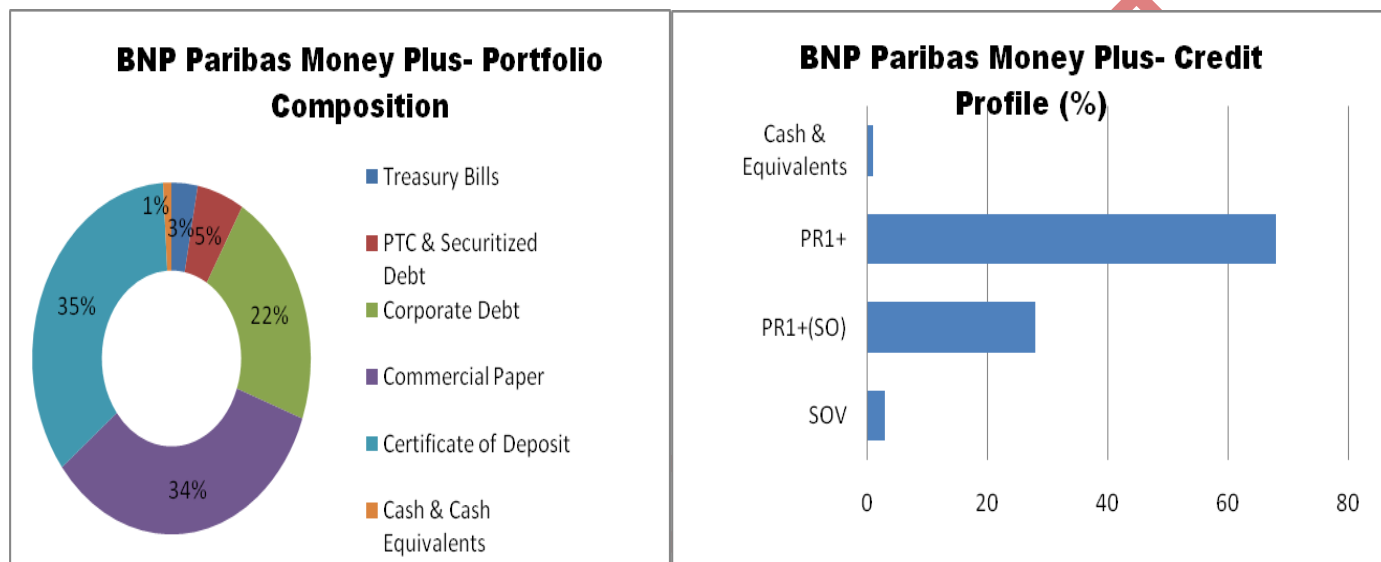 BNP Paribas Money Plus- Portfolio
Composition
1%
3%
5%
35%
22%
34%
Treasury Bills
PTC & Securitized
Debt
Corporate Debt
Commercial Paper
Certificate of Deposit
Cash & Cash
Equivalents
BNP Paribas Money Plus- Credit
Profile (%)
Cash &
Equivalents
PR1+
PR1+(SO)
SOV
0 20 40 60 80